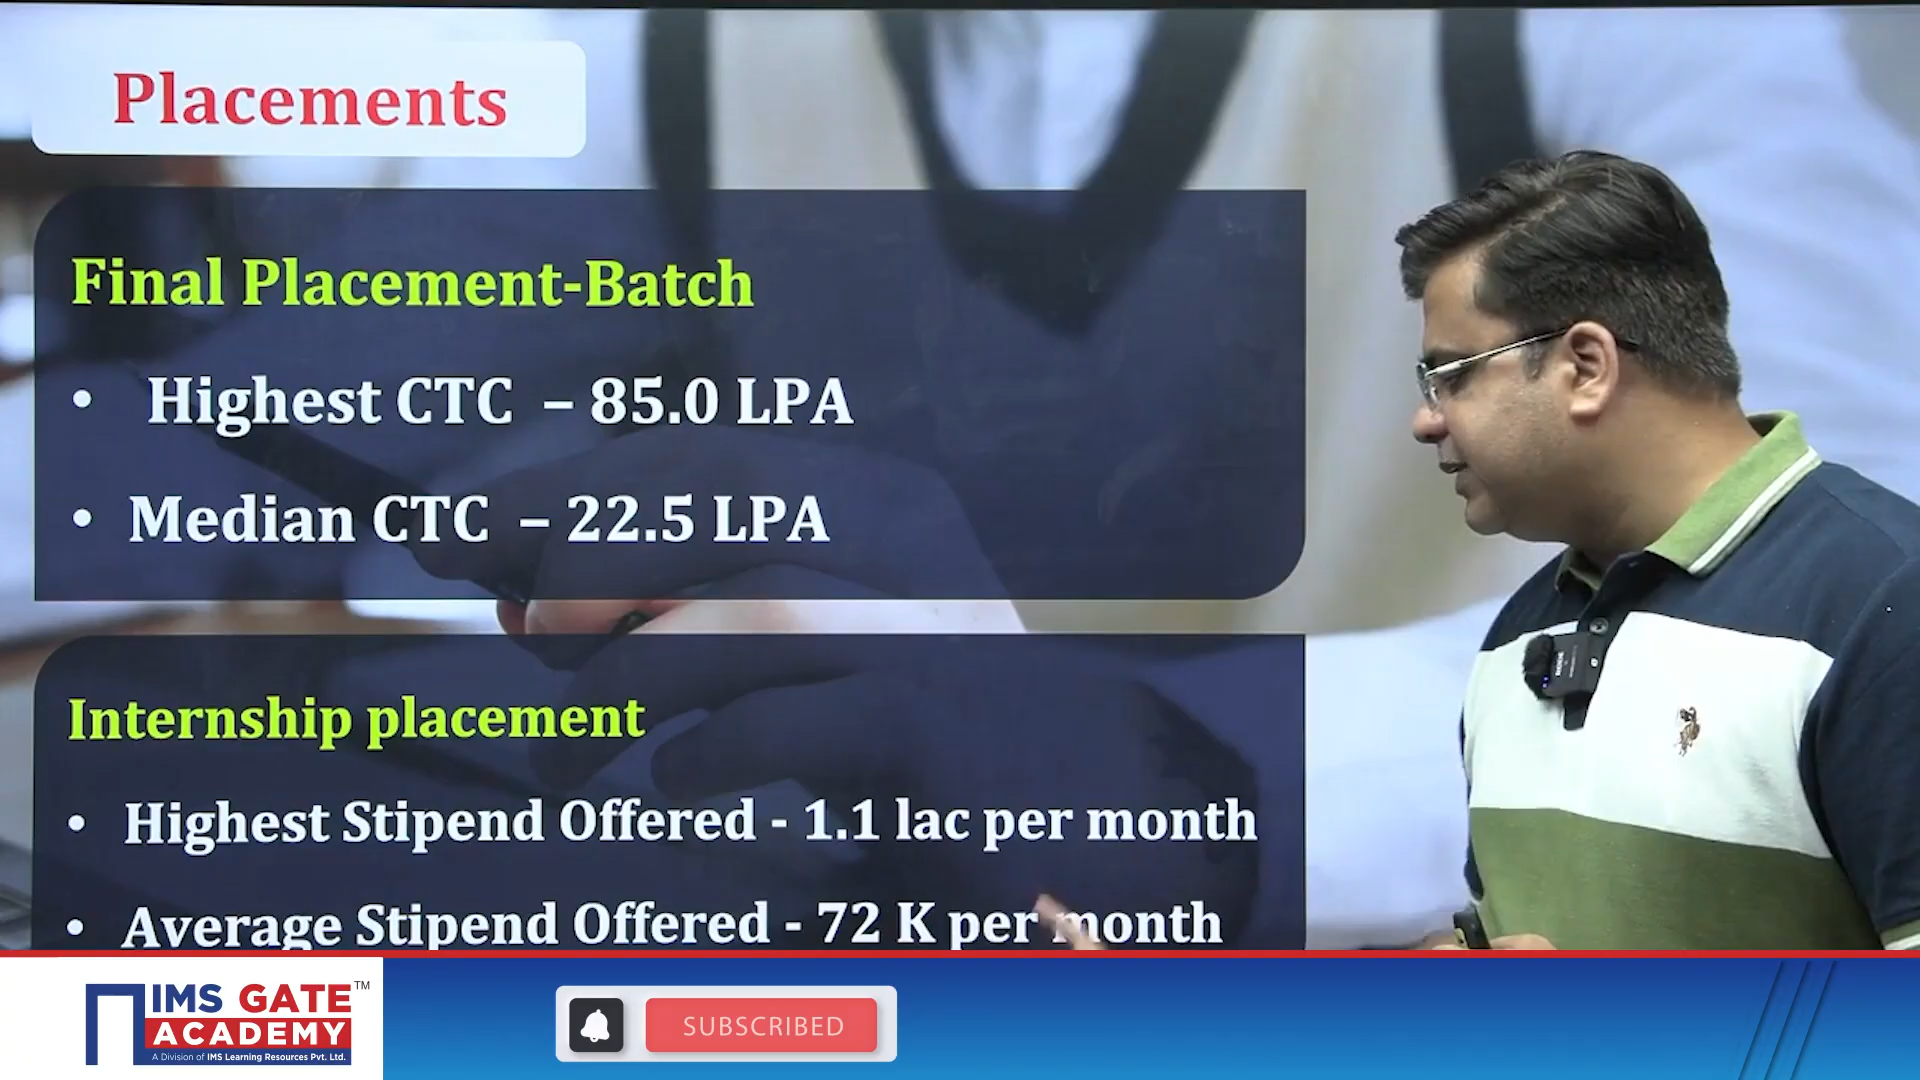 Placements
Final Placement-Batch
• Highest CTC – 85.0 LPA
• Median CTC – 22.5 LPA
Internship placement
• Highest Stipend Offered - 1.1 lac per month
• Average Stipend Offered - 72 K per month
IMS GATE TM
ACADEMY
A Division of IMS Learning Resources Pvt. Ltd.
SUBSCRIBED